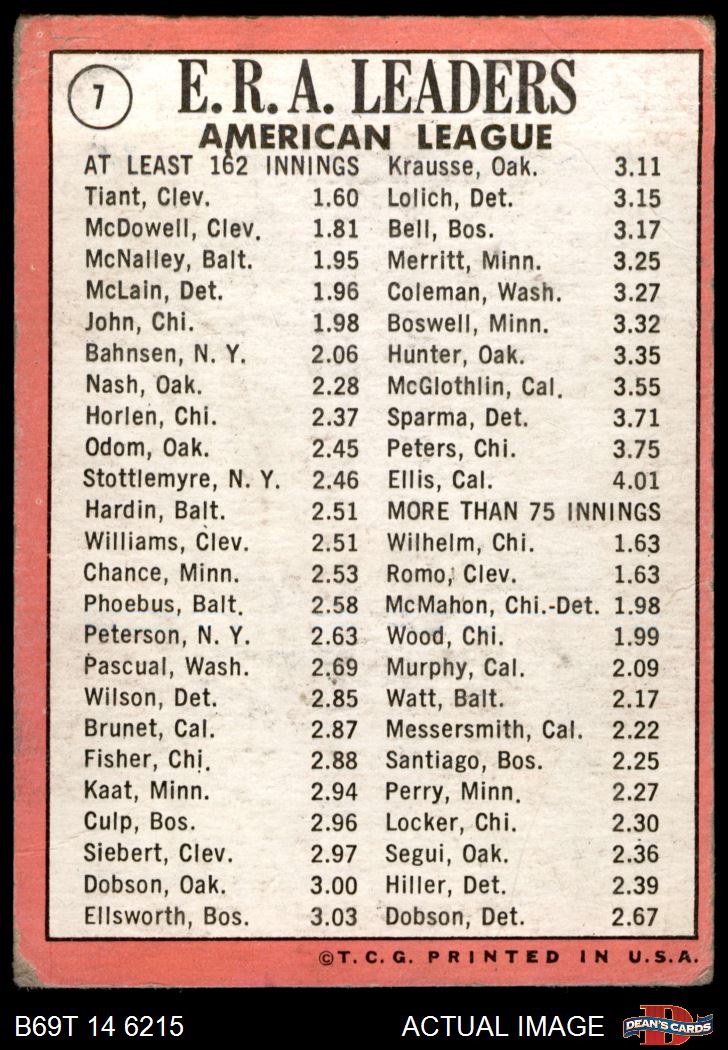 7
E.R.A. LEADERS
AMERICAN LEAGUE
AT LEAST 162 INNINGS
Tiant, Clev. 1.60
McDowell, Clev. 1.81
McNalley, Balt. 1.95
McLain, Det. 1.96
John, Chi. 1.98
Bahnsen, N. Y. 2.06
Nash, Oak. 2.28
Horlen, Chi. 2.37
Odom, Oak. 2.45
Stottlemyre, N. Y. 2.46
Hardin, Balt. 2.51
Williams, Clev. 2.51
Chance, Minn. 2.53
Phoebus, Balt. 2.58
Peterson, N. Y. 2.63
Pascual, Wash. 2.69
Wilson, Det. 2.85
Brunet, Cal. 2.87
Fisher, Chi. 2.88
Kaat, Minn. 2.94
Culp, Bos. 2.96
Siebert, Clev. 2.97
Dobson, Oak. 3.00
Ellsworth, Bos. 3.03
Krausse, Oak. 3.11
Lolich, Det. 3.15
Bell, Bos. 3.17
Merritt, Minn. 3.25
Coleman, Wash. 3.27
Boswell, Minn. 3.32
Hunter, Oak. 3.35
McGlothlin, Cal. 3.55
Sparma, Det. 3.71
Peters, Chi. 3.75
Ellis, Cal. 4.01
MORE THAN 75 INNINGS
Wilhelm, Chi. 1.63
Romo, Clev. 1.63
McMahon, Chi.-Det. 1.98
Wood, Chi. 1.99
Murphy, Cal. 2.09
Watt, Balt. 2.17
Messersmith, Cal. 2.22
Santiago, Bos. 2.25
Perry, Minn. 2.27
Locker, Chi. 2.30
Segui, Oak. 2.36
Hiller, Det. 2.39
Dobson, Det. 2.67
©T. C. G. PRINTED IN U.S.A.
B69T 14 6215
ACTUAL IMAGE
D
DEAN'S CARDS